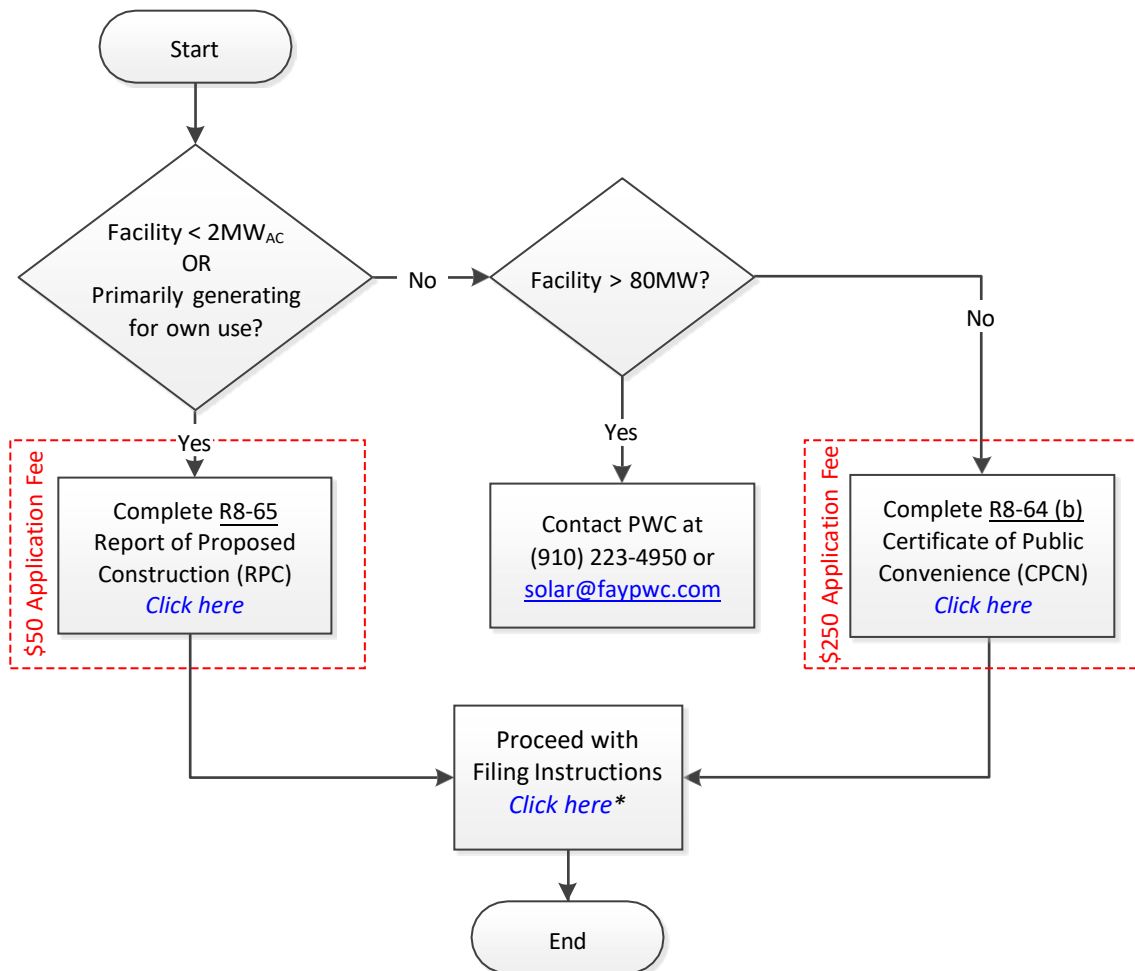 Start
Facility < 2MWAC
OR
Primarily generating
for own use?
No
Facility > 80MW?
No
Yes
Yes
$50 Application Fee
Complete R8-65
Report of Proposed
Construction (RPC)
Click here
Contact PWC at
(910) 223-4950 or
solar@faypwc.com
$250 Application Fee
Complete R8-64 (b)
Certificate of Public
Convenience (CPCN)
Click here
Proceed with
Filing Instructions
Click here*
End